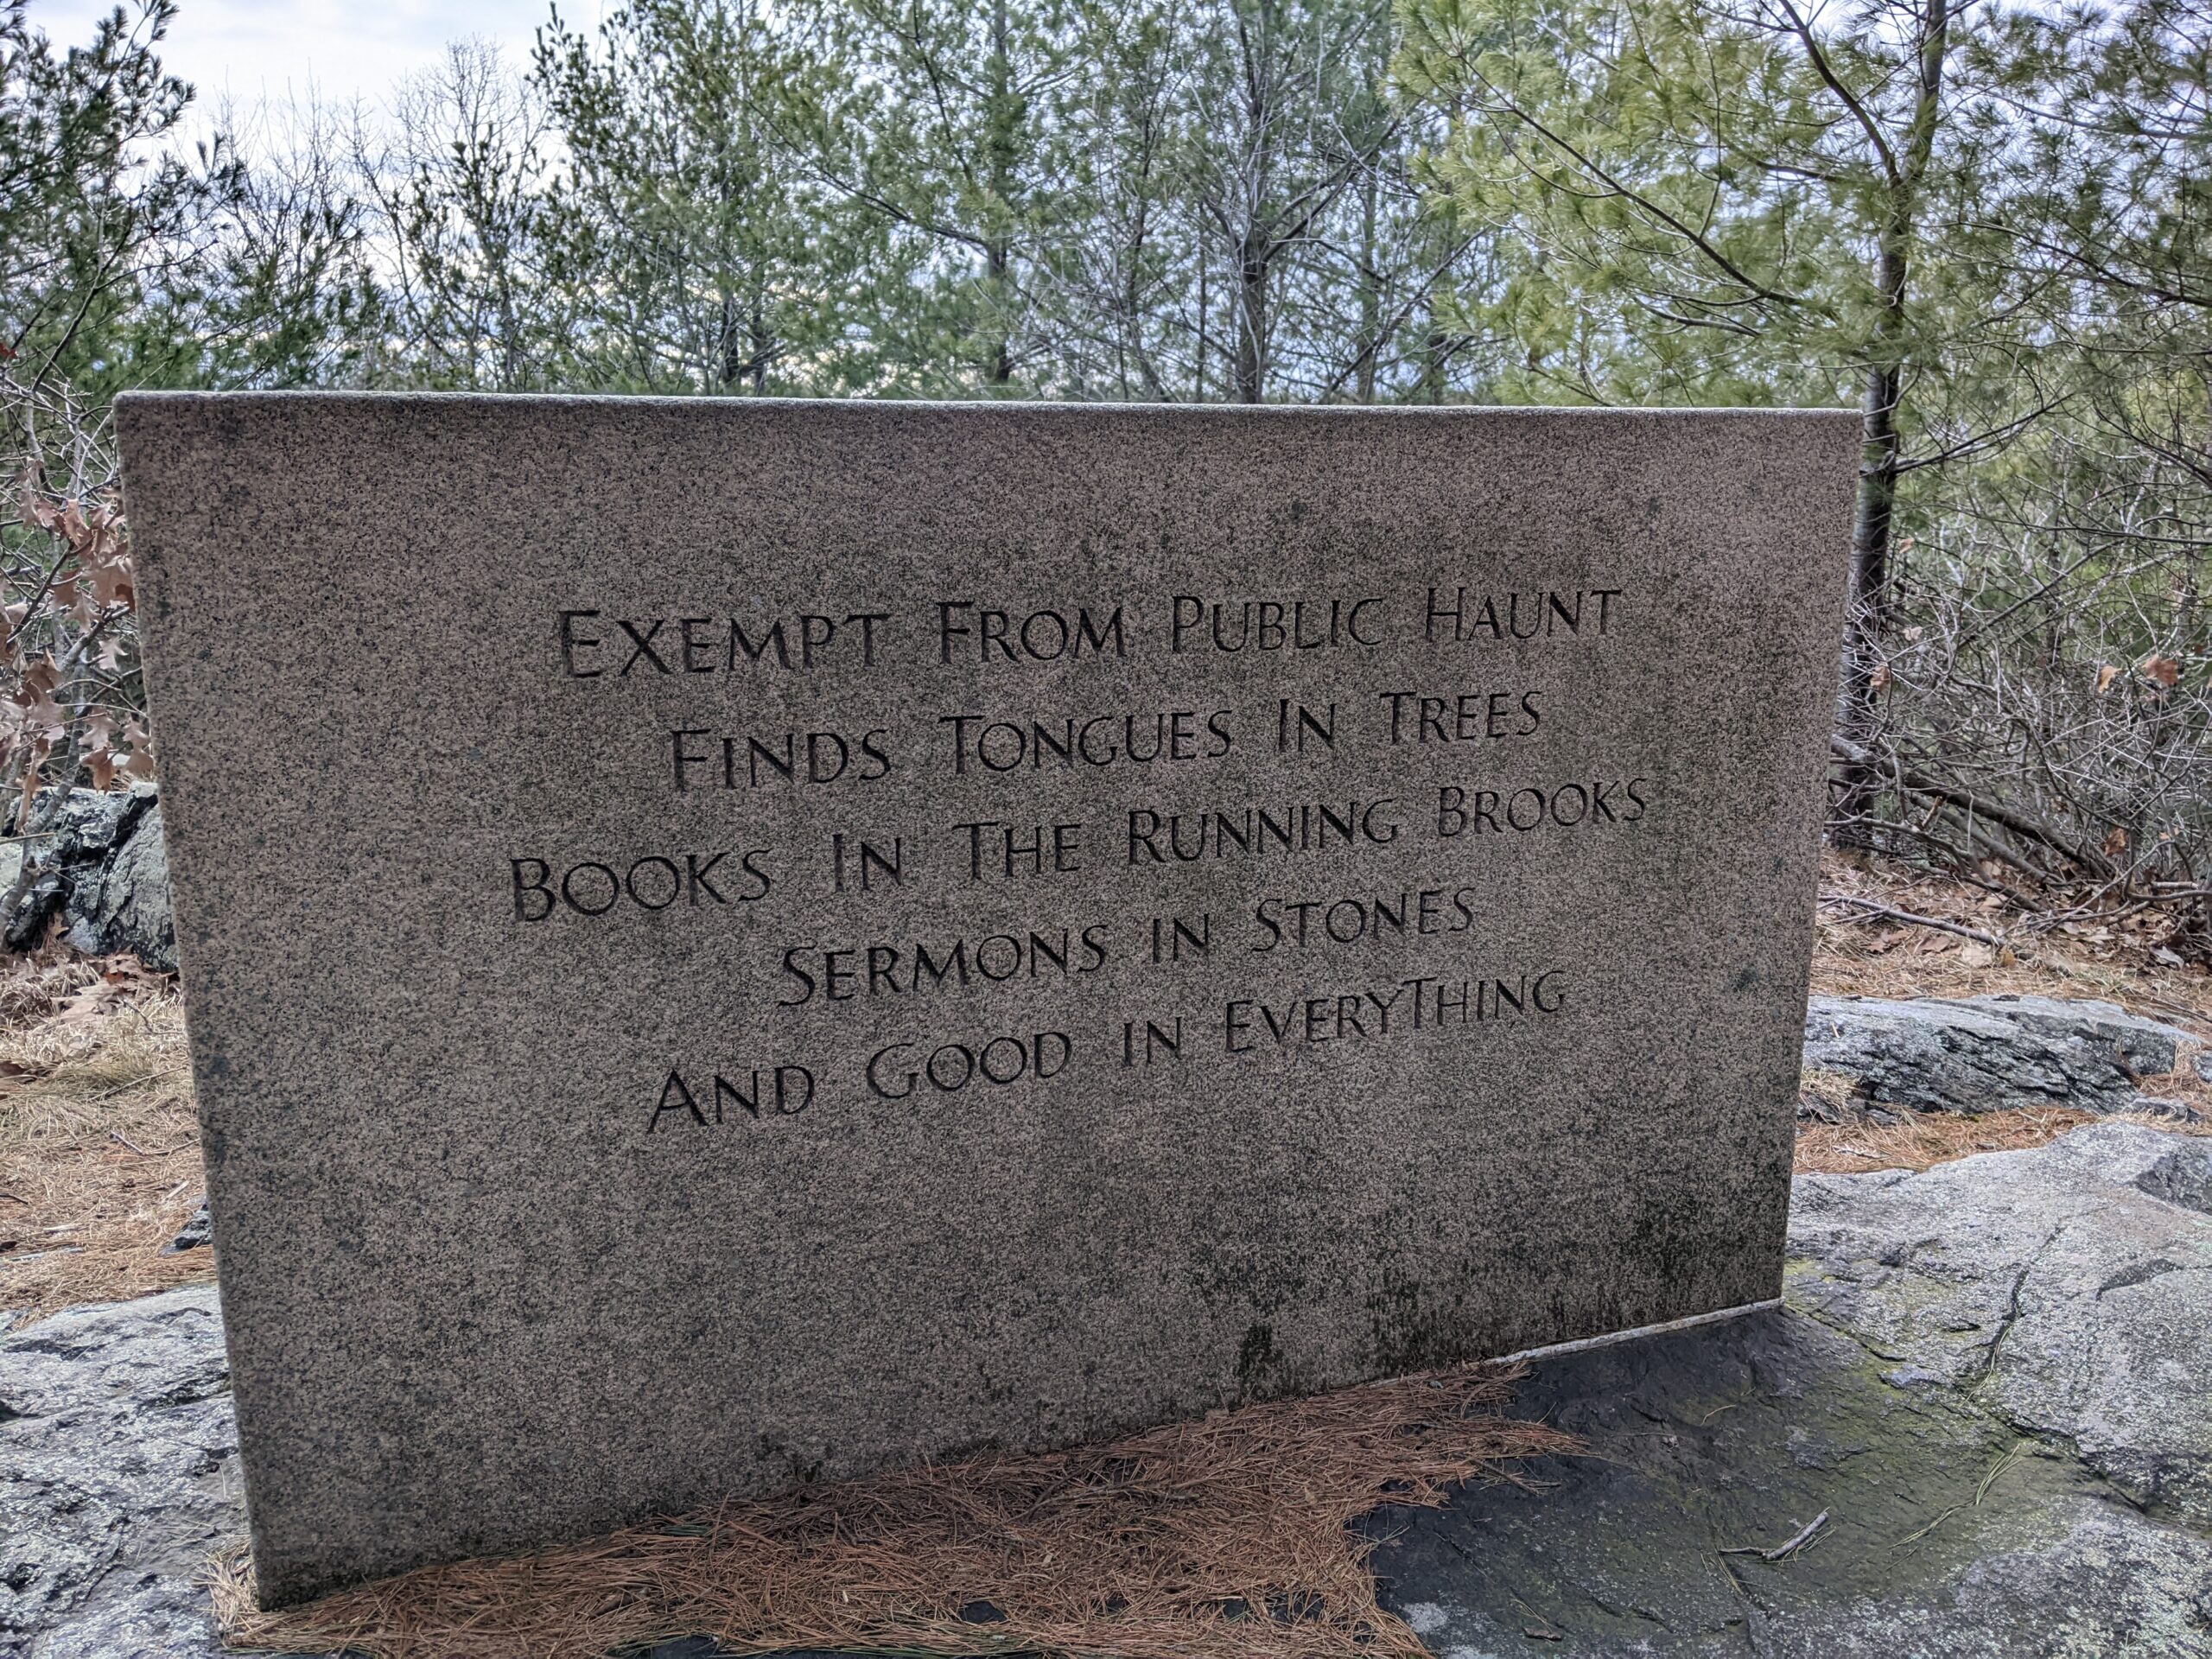 Exempt From Public Haunt
Finds Tongues In Trees
Books In The Running Brooks
Sermons in Stones
And Good in EveryThing